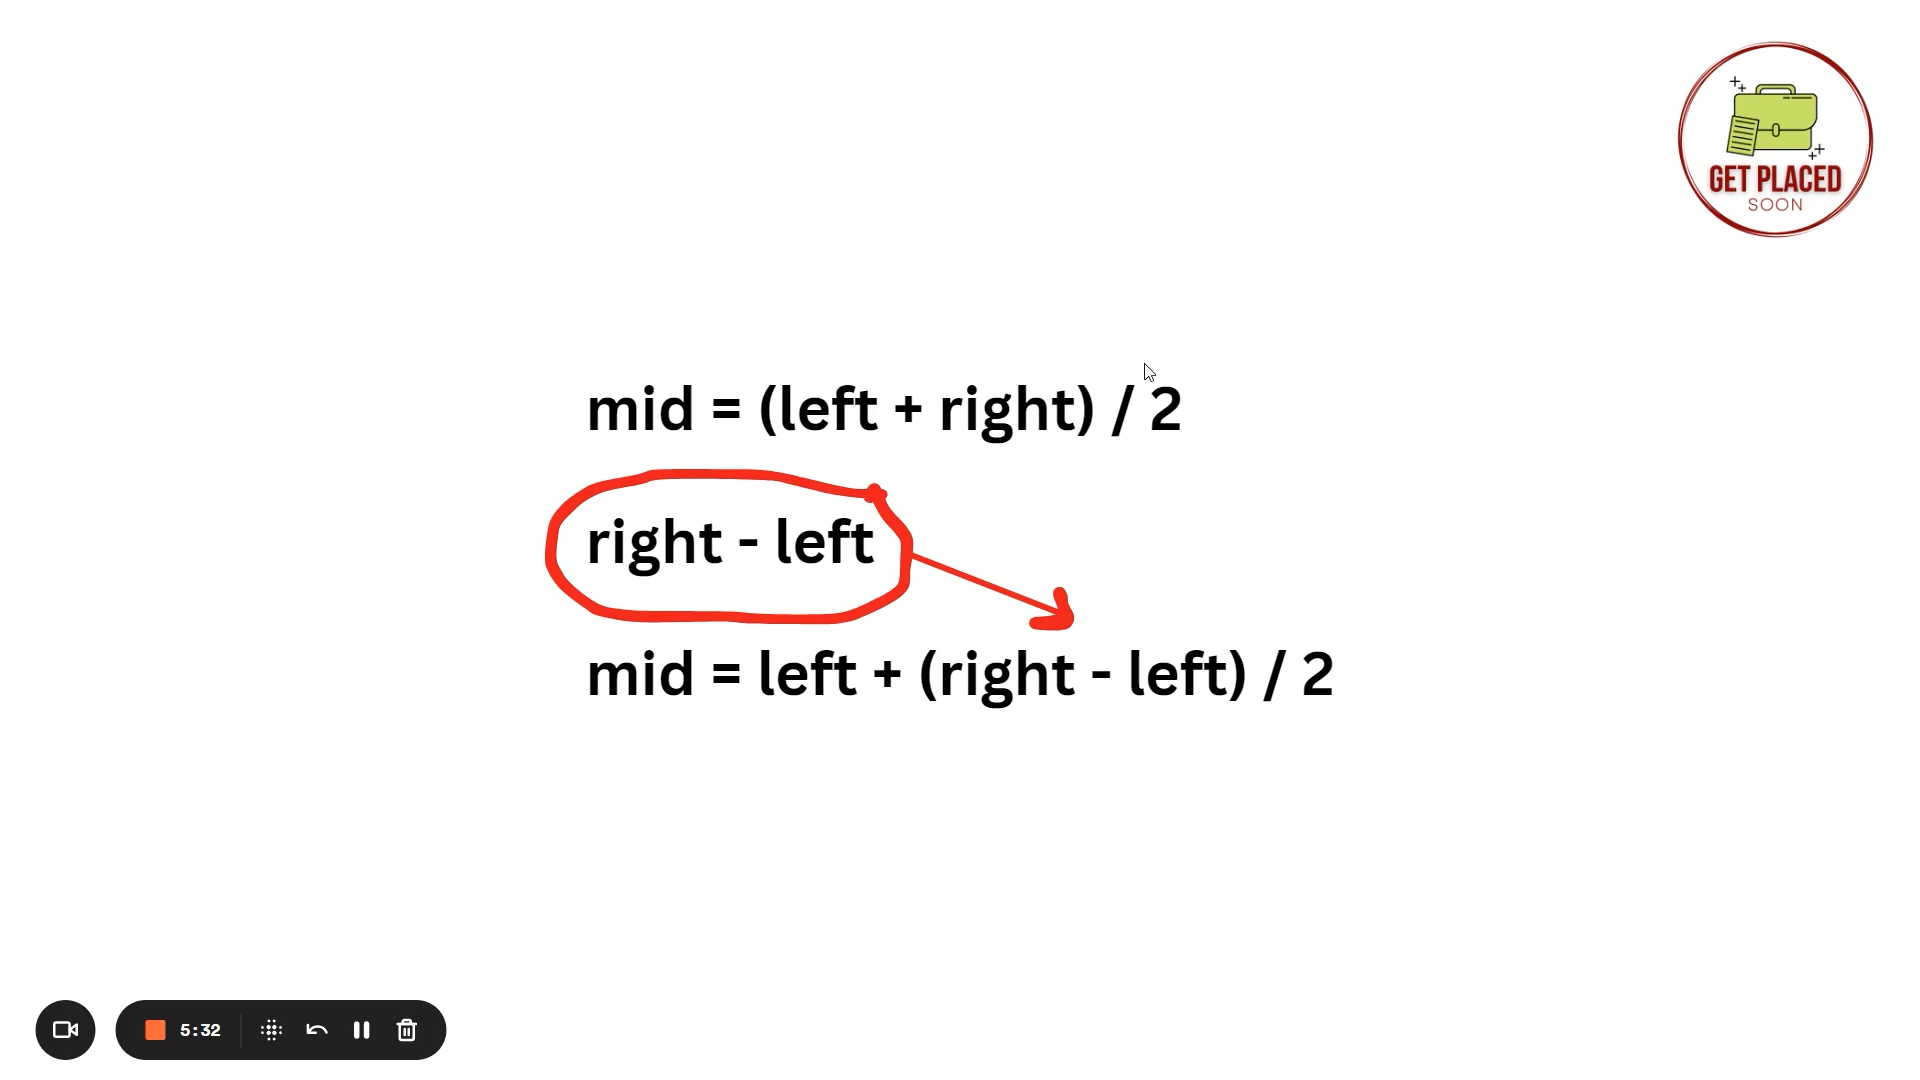 GET PLACED
SOON
mid = (left + right) / 2
right - left
mid = left + (right - left) / 2
5:32